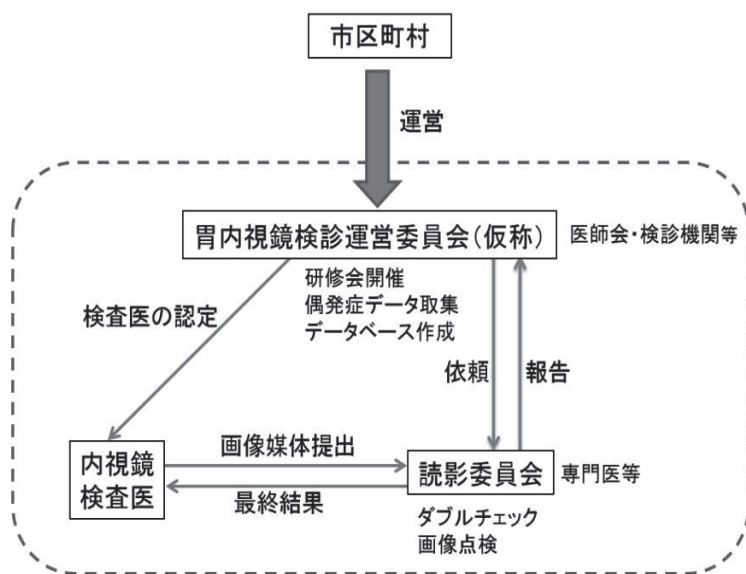 市区町村
運営
胃内視鏡検診運営委員会(仮称)
医師会・検診機関等
研修会開催
偶発症データ取集
データベース作成
検査医の認定
依頼
報告
内視鏡
検査医
画像媒体提出
最終結果
読影委員会
専門医等
ダブルチェック
画像点検